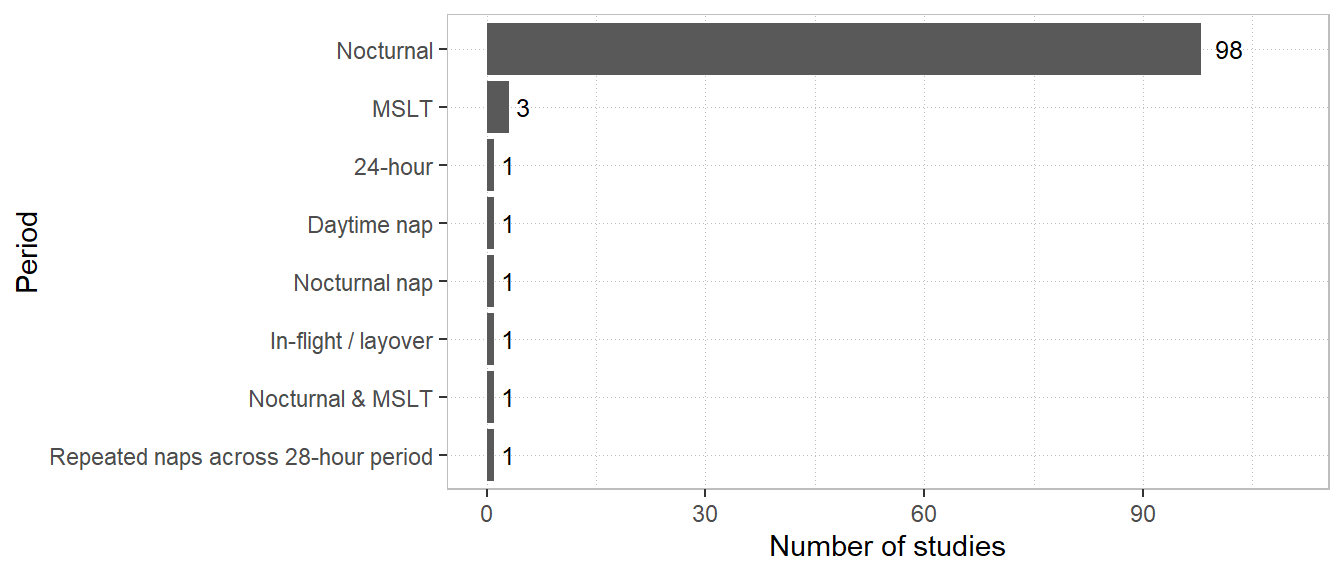 Nocturnal 98
MSLT 3
24-hour 1
Daytime nap 1
Nocturnal nap 1
In-flight / layover 1
Nocturnal & MSLT 1
Repeated naps across 28-hour period 1
Period
0 30 60 90
Number of studies